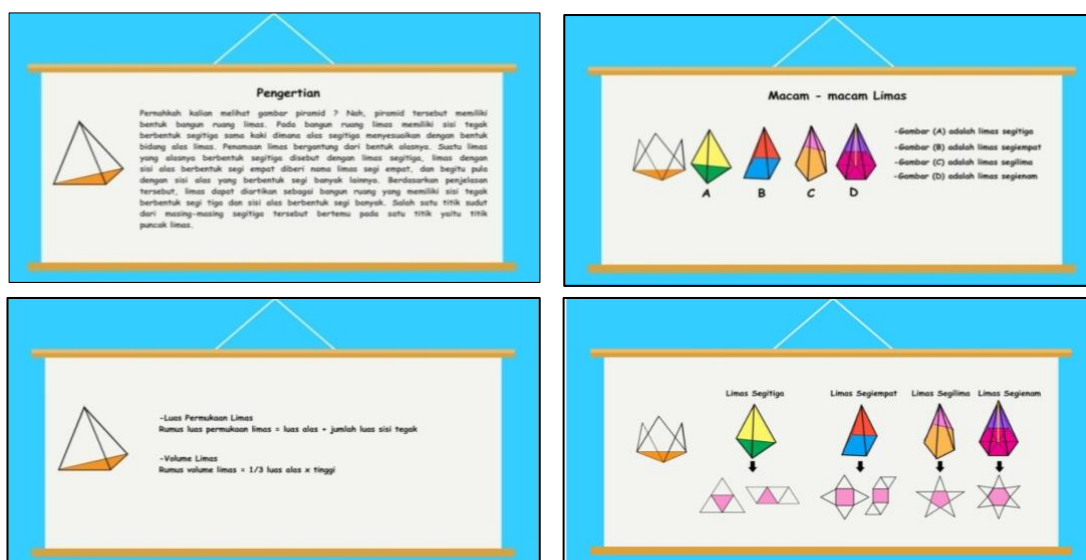 Pengertian
Pernahkah kalian melihat gambar piramid ? Nah, piramid tersebut memiliki
bentuk bangun ruang limas. Pada bangun ruang limas memiliki sisi tegak
berbentuk segitiga sama kaki dimana alas segitiga menyesuaikan dengan bentuk
bidang alas limas. Penamaan limas bergantung dari bentuk alasnya. Suatu limas
yang alasnya berbentuk segitiga disebut dengan limas segitiga, limas dengan
sisi alas berbentuk segi empat diberi nama limas segi empat, dan begitu pula
dengan sisi alas yang berbentuk segi banyak lainnya. Berdasarkan penjelasan
tersebut, limas dapat diartikan sebagai bangun ruang yang memiliki sisi tegak
berbentuk segi tiga dan sisi alas berbentuk segi banyak. Salah satu titik sudut
dari masing-masing segitiga tersebut bertemu pada satu titik yaitu titik
puncak limas.
Macam - macam Limas
-Gambar (A) adalah limas segitiga
-Gambar (B) adalah limas segiempat
-Gambar (C) adalah limas segilima
-Gambar (D) adalah limas segienam
A B C D
-Luas Permukaan Limas
Rumus luas permukaan limas = luas alas + jumlah luas sisi tegak
-Volume Limas
Rumus volume limas = 1/3 luas alas x tinggi
Limas Segitiga Limas Segiempat Limas Segilima Limas Segienam